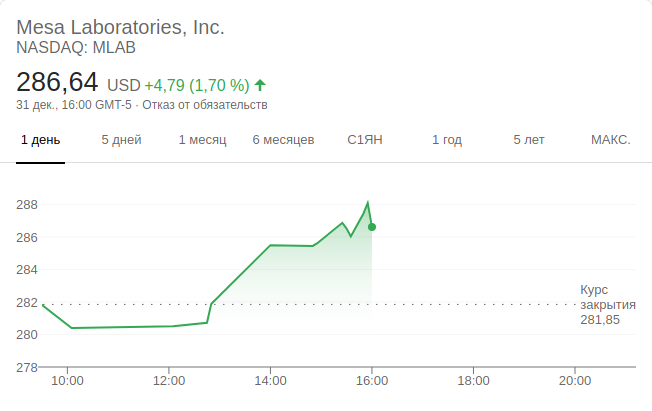 Mesa Laboratories, Inc.
NASDAQ: MLAB
286,64 USD +4,79 (1,70 %)
31 дек., 16:00 GMT-5 · Отказ от обязательств
1 день 5 дней 1 месяц 6 месяцев С1ЯН 1 год 5 лет МАКС.
288
286
284
282
280
278
Курс
закрытия
281,85
10:00 12:00 14:00 16:00 18:00 20:00